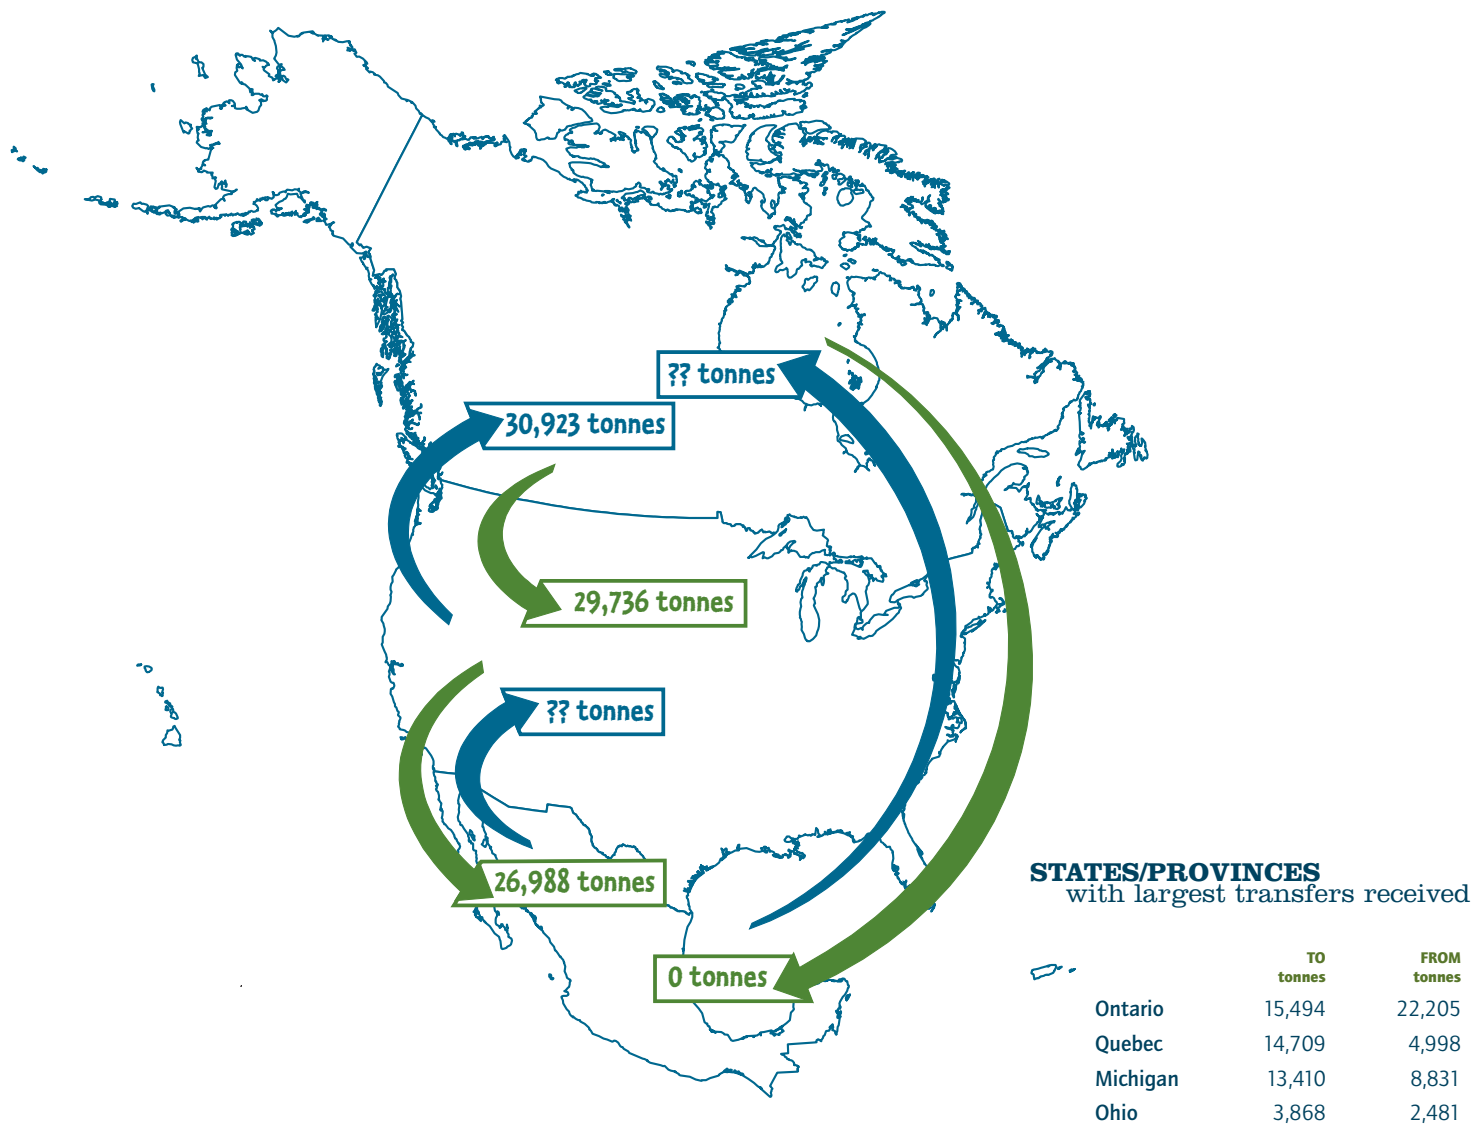 ?? tonnes
30,923 tonnes
29,736 tonnes
?? tonnes
26,988 tonnes
0 tonnes
STATES/PROVINCES
with largest transfers received
TO FROM
tonnes tonnes
Ontario 15,494 22,205
Quebec 14,709 4,998
Michigan 13,410 8,831
Ohio 3,868 2,481